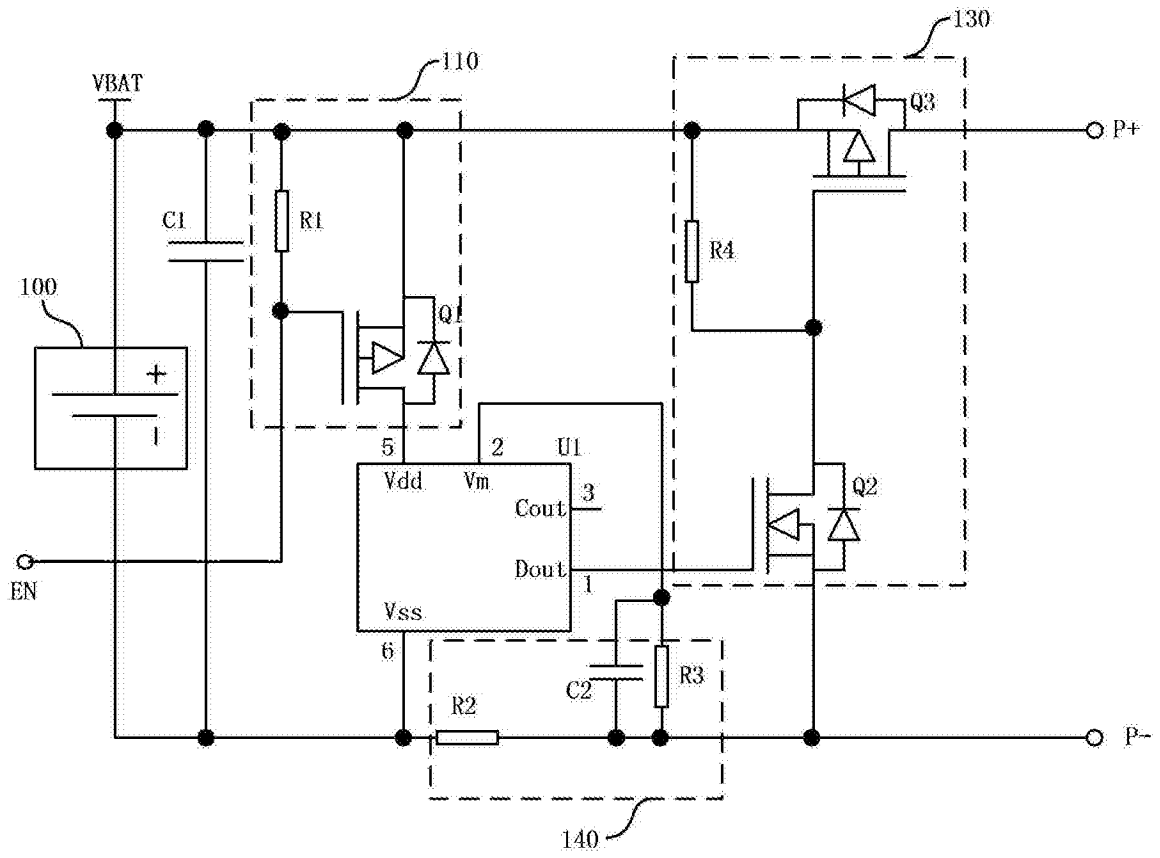 130
110
VBAT
Q3
P+
C1
R1
R4
100
Q1
+
-
5
2
U1
Vdd
Vm
3
Q2
Cout
Dout
1
EN
Vss
6
R2
C2
R3
P-
140